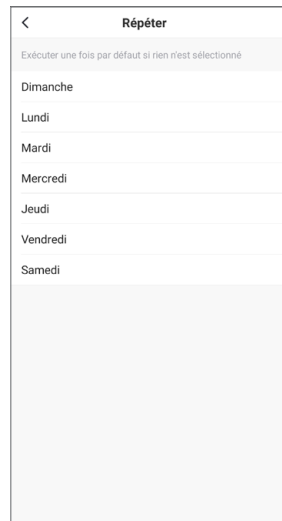 Répéter
Exécuter une fois par défaut si rien n'est sélectionné
Dimanche
Lundi
Mardi
Mercredi
Jeudi
Vendredi
Samedi